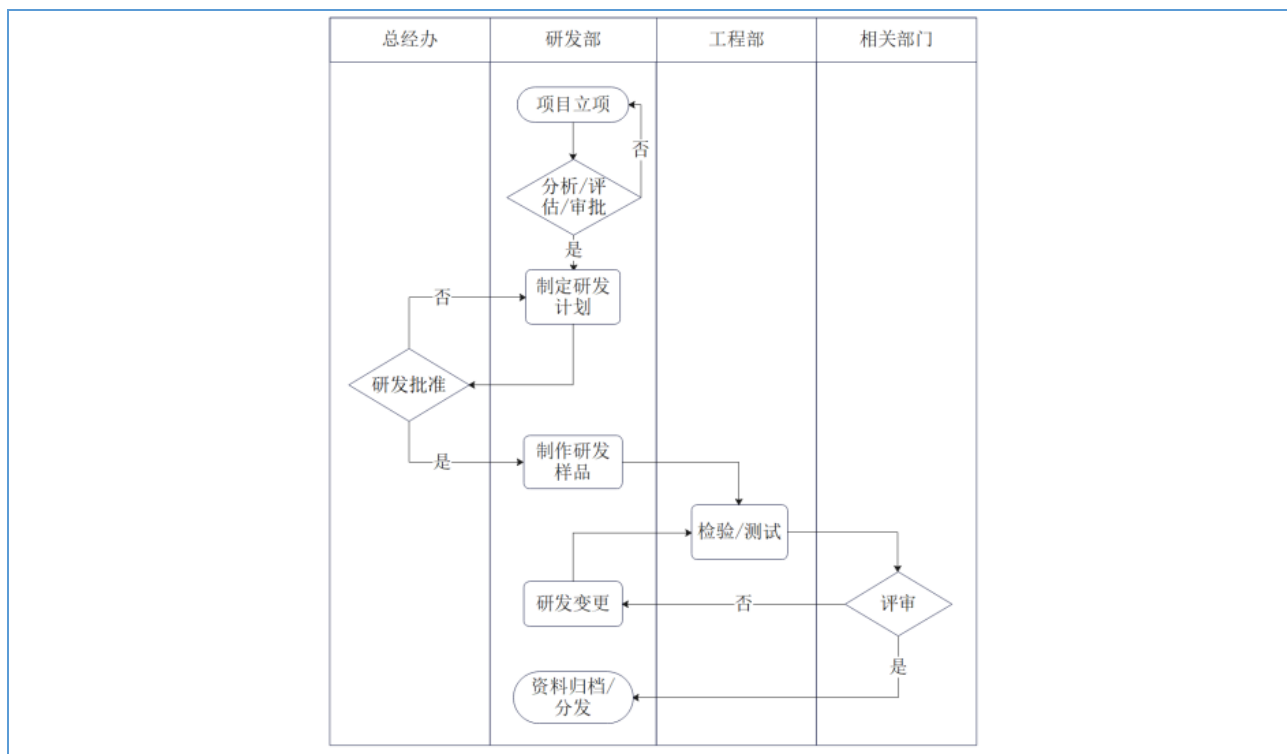 总经办
研发部
工程部
相关部门
项目立项
否
分析/评
估/审批
是
制定研发
计划
否
研发批准
是
制作研发
样品
检验/测试
研发变更
否
评审
是
资料归档/
分发